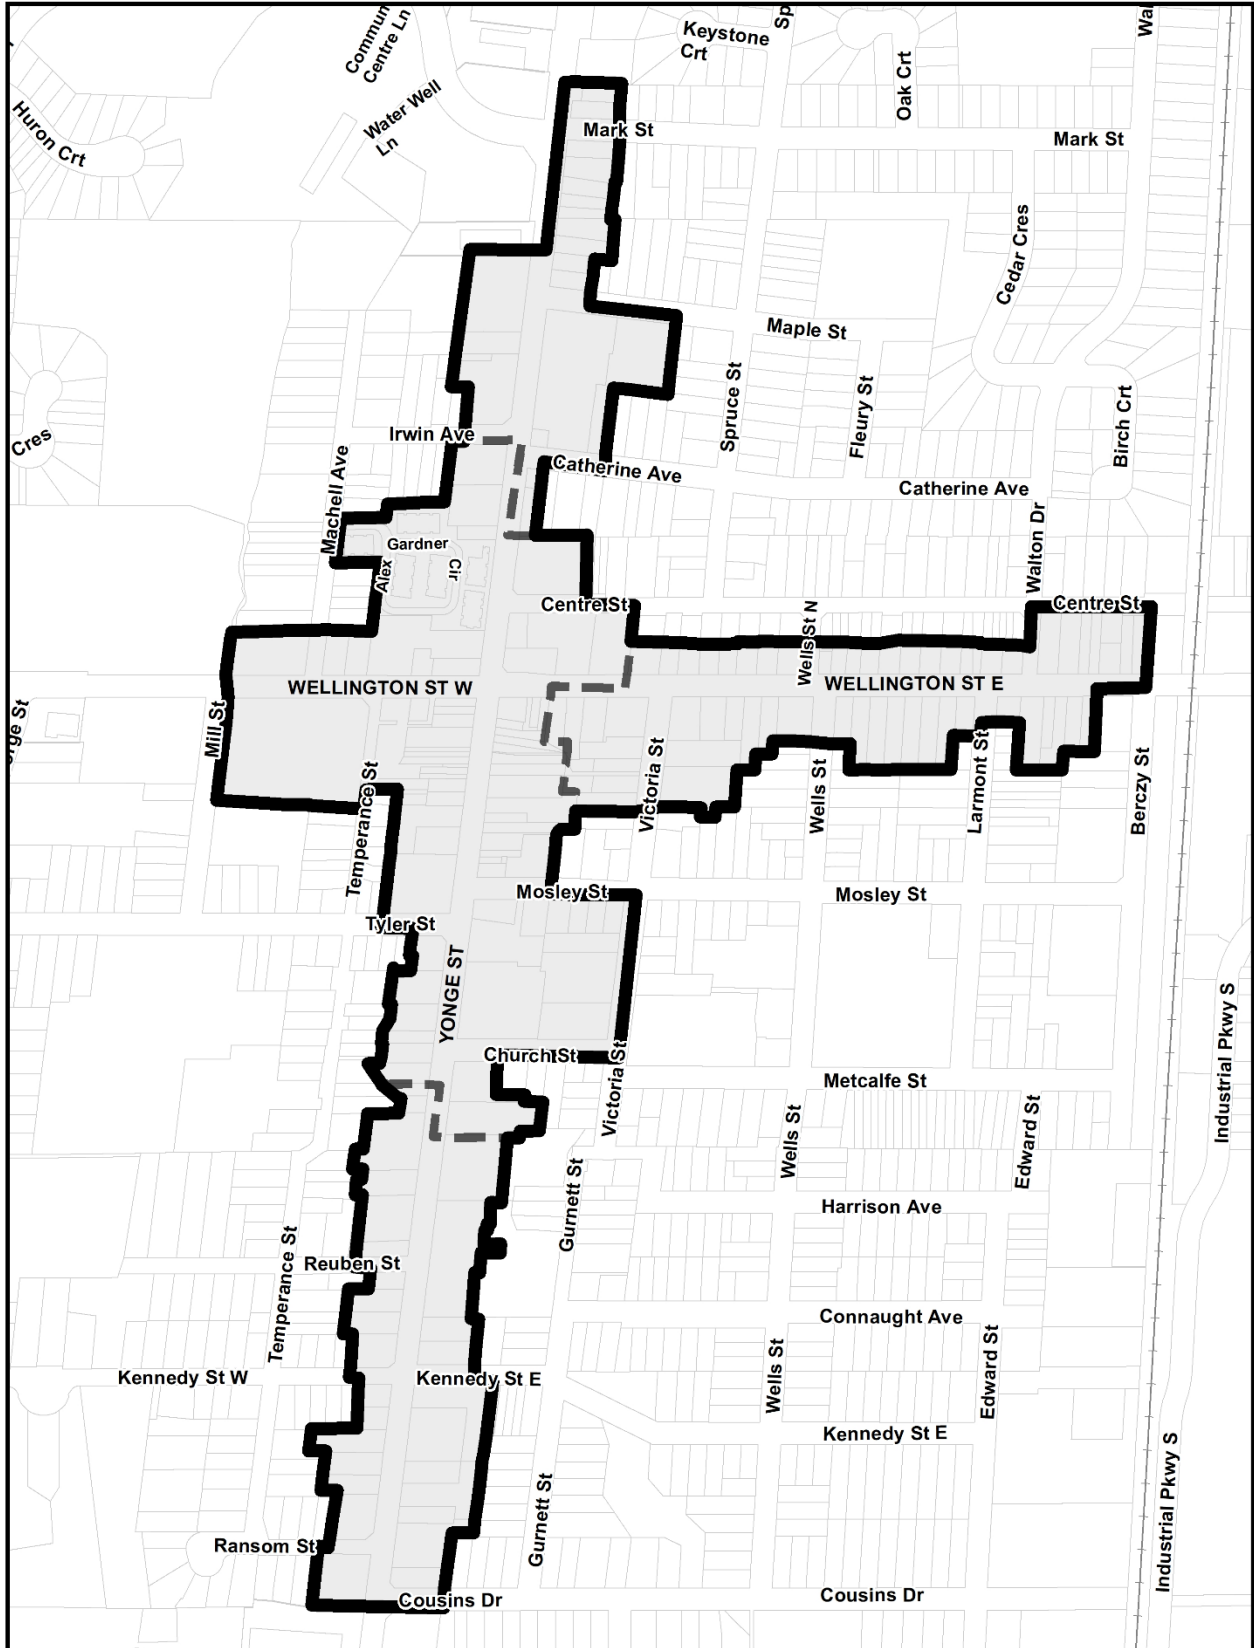 Commun
Centre Ln
Keystone
Crt
Sp
Wal
Oak Crt
Huron Crt
Water Well
Ln
Mark St
Mark St
Cedar Cres
Maple St
Spruce St
Fleury St
Birch Crt
Cres
Irwin Ave
Catherine Ave
Catherine Ave
Machell Ave
Gardner
Alex
Cir
Walton Dr
Centre St
Centre St
Wells St N
WELLINGTON ST W
WELLINGTON ST E
orge St
Mill St
Temperance St
Victoria St
Wells St
Larmont St
Berczy St
Mosley St
Mosley St
Tyler St
YONGE ST
Industrial Pkwy S
Church St
Victoria St
Metcalfe St
Wells St
Edward St
Gurnett St
Harrison Ave
Temperance St
Reuben St
Connaught Ave
Wells St
Edward St
Kennedy St W
Kennedy St E
Kennedy St E
Gurnett St
Industrial Pkwy S
Ransom St
Cousins Dr
Cousins Dr